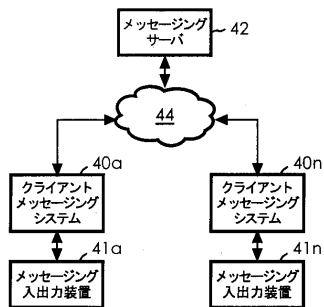 メッセージング
サーバ
42
44
40a
クライアント
メッセージング
システム
40n
クライアント
メッセージング
システム
41a
メッセージング
入出力装置
41n
メッセージング
入出力装置